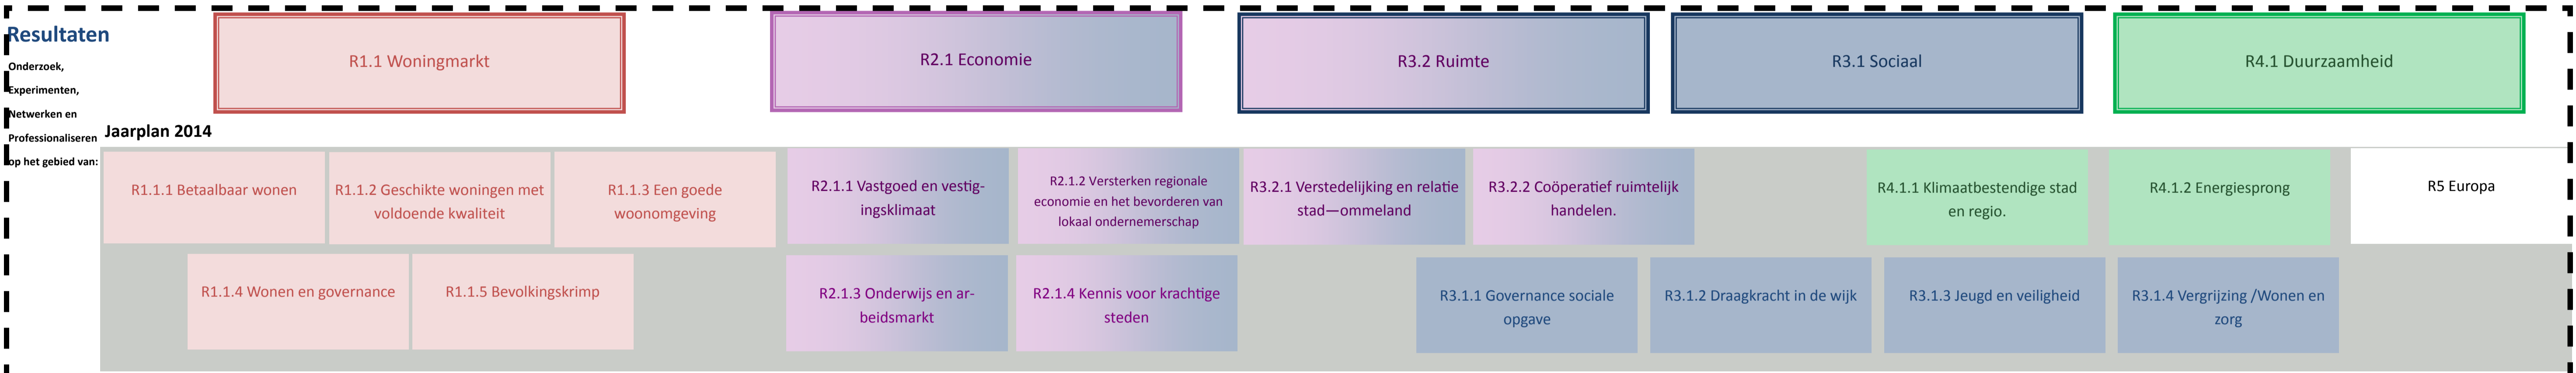 Resultaten
Onderzoek,
Experimenten,
Netwerken en
Professionaliseren
op het gebied van:
R1.1 Woningmarkt
R2.1 Economie
R3.2 Ruimte
R3.1 Sociaal
R4.1 Duurzaamheid
Jaarplan 2014
R1.1.1 Betaalbaar wonen
R1.1.2 Geschikte woningen met
voldoende kwaliteit
R1.1.3 Een goede
woonomgeving
R2.1.1 Vastgoed en vestig-
ingsklimaat
R2.1.2 Versterken regionale
economie en het bevorderen van
lokaal ondernemerschap
R3.2.1 Verstedelijking en relatie
stad—ommeland
R3.2.2 Coöperatief ruimtelijk
handelen.
R4.1.1 Klimaatbestendige stad
en regio.
R4.1.2 Energiesprong
R5 Europa
R1.1.4 Wonen en governance
R1.1.5 Bevolkingskrimp
R2.1.3 Onderwijs en ar-
beidsmarkt
R2.1.4 Kennis voor krachtige
steden
R3.1.1 Governance sociale
opgave
R3.1.2 Draagkracht in de wijk
R3.1.3 Jeugd en veiligheid
R3.1.4 Vergrijzing /Wonen en
zorg